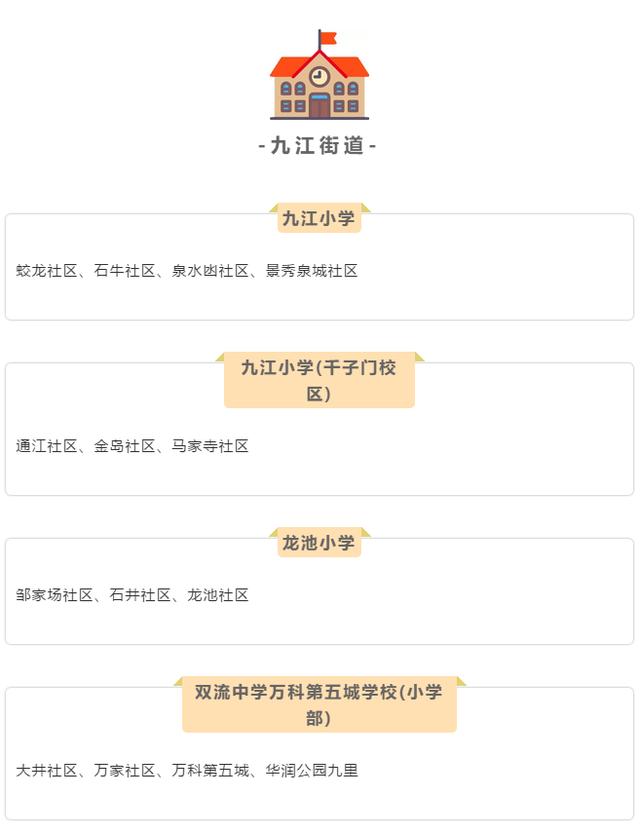 -九江街道-
九江小学
蛟龙社区、石牛社区、泉水凼社区、景秀泉城社区
九江小学(千子门校
区)
通江社区、金岛社区、马家寺社区
龙池小学
邹家场社区、石井社区、龙池社区
双流中学万科第五城学校(小学
部)
大井社区、万家社区、万科第五城、华润公园九里